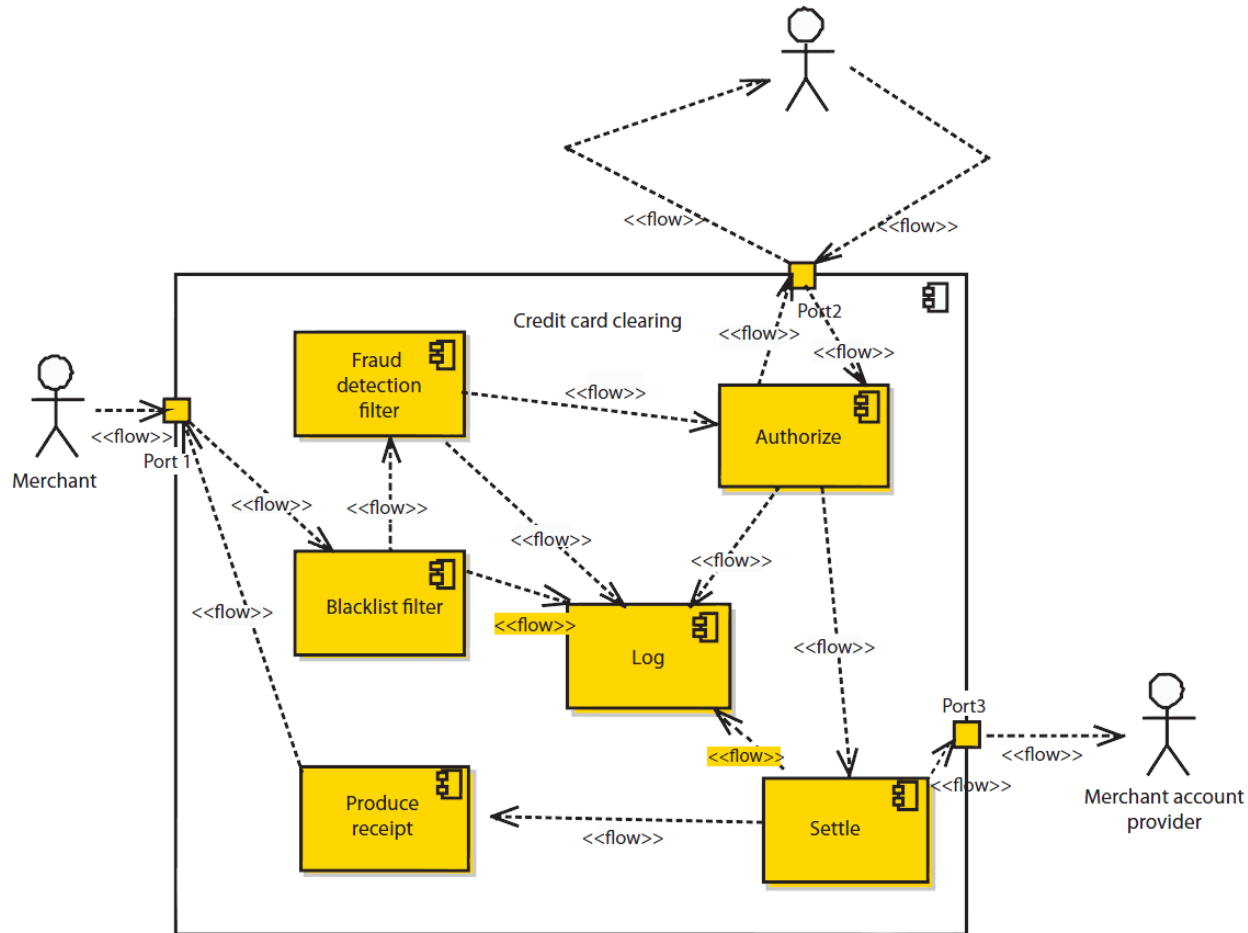 <<flow>>
<<flow>>
Port2
Credit card clearing
<<flow>>
<<flow>>
Fraud
detection
filter
<<flow>>
Authorize
<<flow>>
Port 1
Merchant
<<flow>>
<<flow>>
<<flow>>
<<flow>>
<<flow>>
Blacklist filter
<<flow>>
<<flow>>
Log
<<flow>>
Port3
<<flow>>
<<flow>>
<<flow>>
Merchant account
provider
Produce
receipt
Settle
<<flow>>